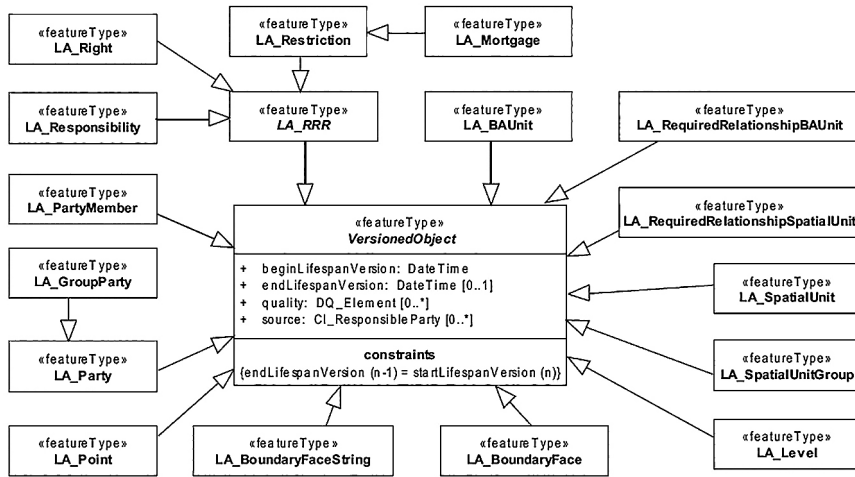 «featureType»
LA_Right
«featureType»
LA_Restriction
«featureType»
LA_Mortgage
«featureType»
LA_Responsibility
«featureType»
LA_RRR
«featureType»
LA_BAUnit
«featureType»
LA_RequiredRelationshipBAUnit
«featureType»
LA_PartyMember
«featureType»
VersionedObject
+ beginLifespanVersion: DateTime
+ endLifespanVersion: DateTime [0..1]
+ quality: DQ_Element [0..*]
+ source: CI_ResponsibleParty [0..*]
constraints
{endLifespanVersion (n-1) = startLifespanVersion (n)}
«featureType»
LA_RequiredRelationshipSpatialUnit
«featureType»
LA_GroupParty
«featureType»
LA_SpatialUnit
«featureType»
LA_Party
«featureType»
LA_SpatialUnitGroup
«featureType»
LA_Point
«featureType»
LA_BoundaryFaceString
«featureType»
LA_BoundaryFace
«featureType»
LA_Level